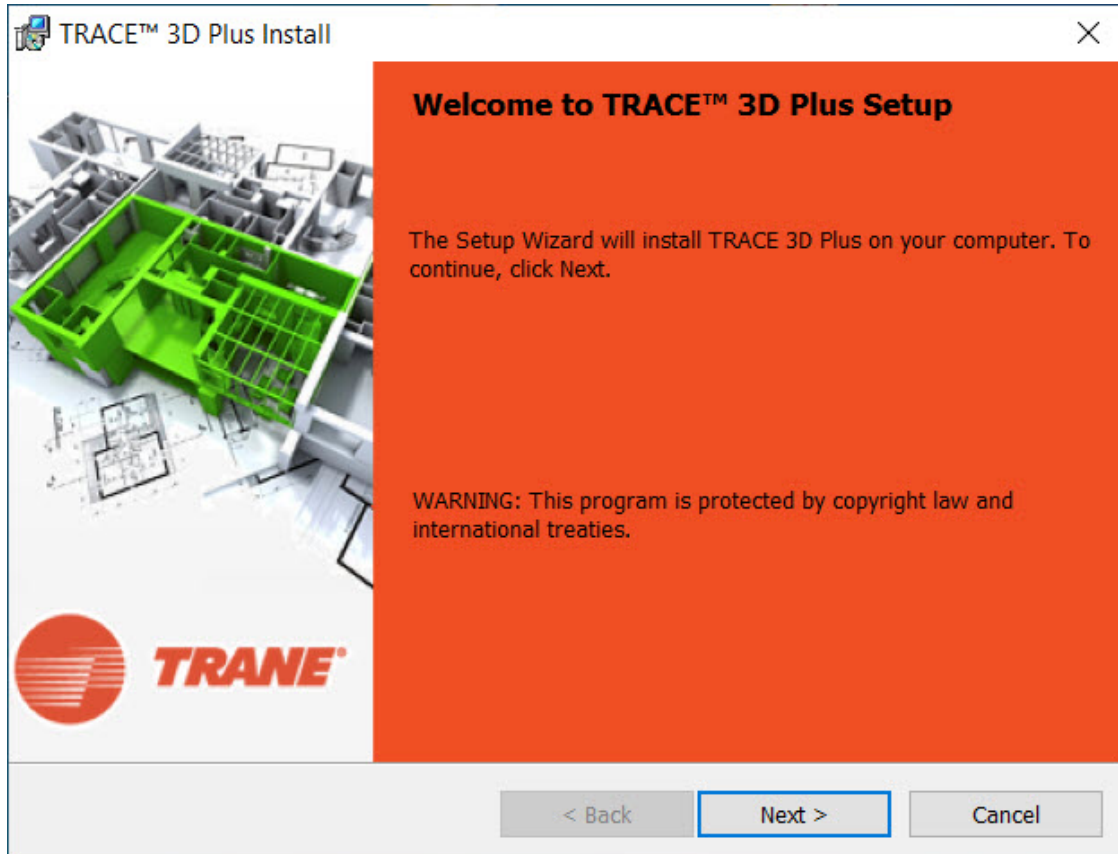 TRACE™ 3D Plus Install
Welcome to TRACE™ 3D Plus Setup
The Setup Wizard will install TRACE 3D Plus on your computer. To
continue, click Next.
WARNING: This program is protected by copyright law and
international treaties.
TRANE®
< Back
Next >
Cancel